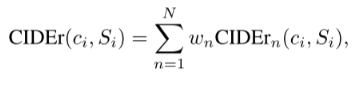 CIDEr(c_i, S_i) = \sum_{n=1}^{N} w_n CIDEr_n(c_i, S_i),